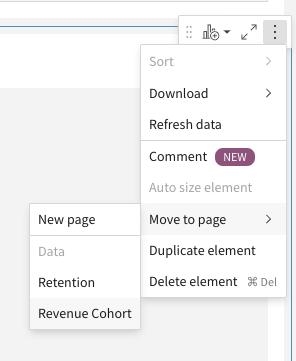 Sort
Download
Refresh data
Comment NEW
Auto size element
Move to page
Duplicate element
Delete element ⌘ Del
New page
Data
Retention
Revenue Cohort